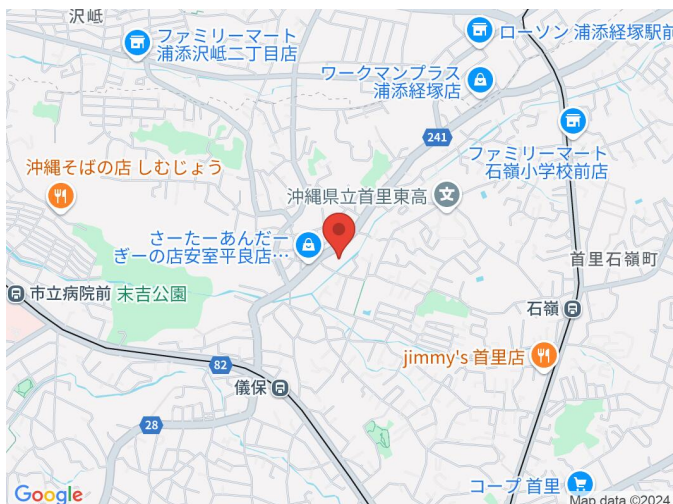 沢岻
ファミリーマート
浦添沢岻二丁目店
ローソン 浦添経塚駅前
ワークマンプラス
浦添経塚店
241
ファミリーマート
石嶺小学校前店
沖縄そばの店 しむじょう
沖縄県立首里東高
さーたーあんだー
ぎーの店安室平良店…
首里石嶺町
市立病院前
末吉公園
石嶺
jimmy's 首里店
82
儀保
28
コープ 首里
Google
Map data ©2024